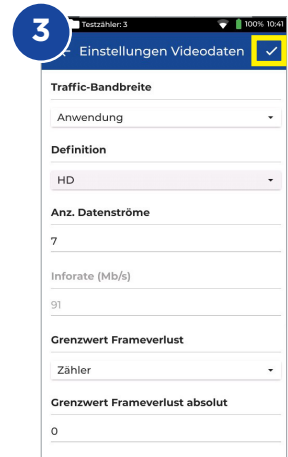 3
Testzähler: 3
100% 10:41
Einstellungen Videodaten
Traffic-Bandbreite
Anwendung
Definition
HD
Anz. Datenströme
7
Inforate (Mb/s)
91
Grenzwert Frameverlust
Zähler
Grenzwert Frameverlust absolut
0